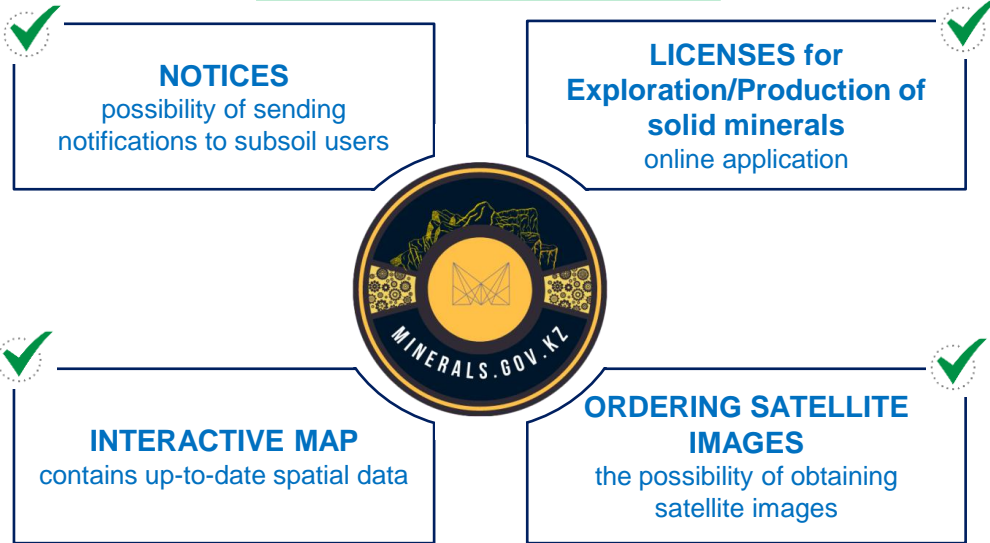 NOTICES
possibility of sending
notifications to subsoil users
LICENSES for
Exploration/Production of
solid minerals
online application
MINERALS.GOV.KZ
INTERACTIVE MAP
contains up-to-date spatial data
ORDERING SATELLITE
IMAGES
the possibility of obtaining
satellite images